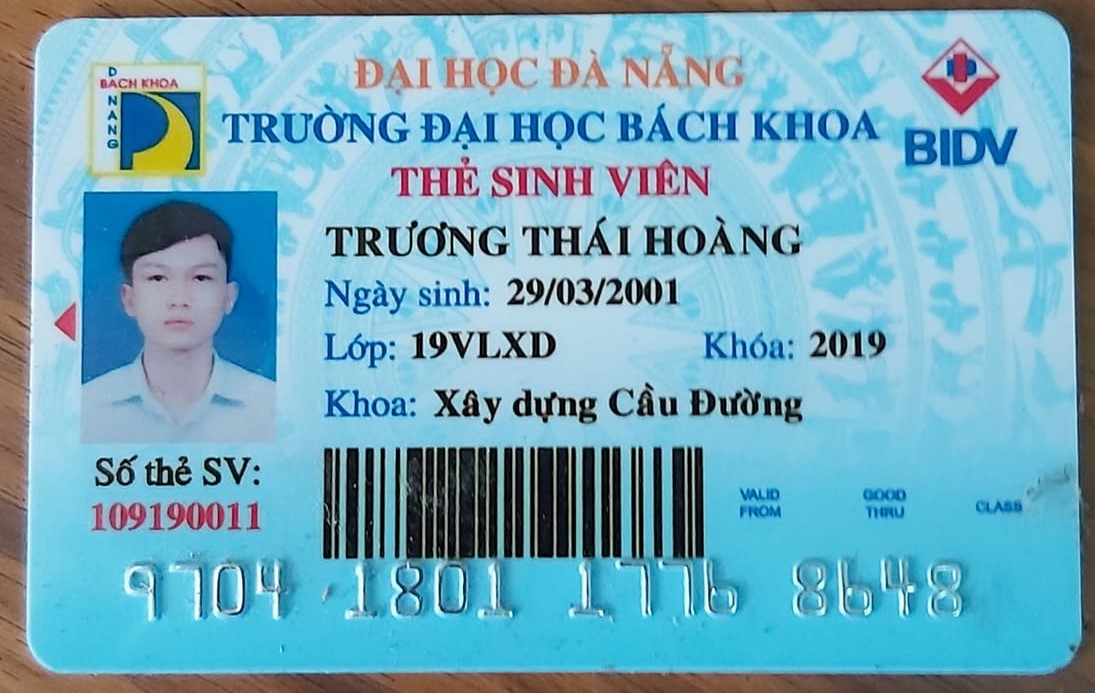 ĐẠI HỌC ĐÀ NẴNG
TRƯỜNG ĐẠI HỌC BÁCH KHOA
THẺ SINH VIÊN
BÁCH KHOA
DANANG
BIDV
TRƯƠNG THÁI HOÀNG
Ngày sinh: 29/03/2001
Lớp: 19VLXD Khóa: 2019
Khoa: Xây dựng Cầu Đường
Số thẻ SV:
109190011
VALID FROM
GOOD THRU
CLASS
9704 1801 1776 8648